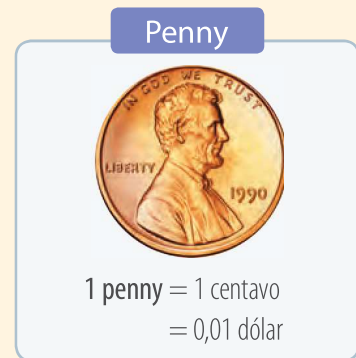 Penny
IN GOD WE TRUST
LIBERTY
1990
1 penny = 1 centavo
= 0,01 dólar